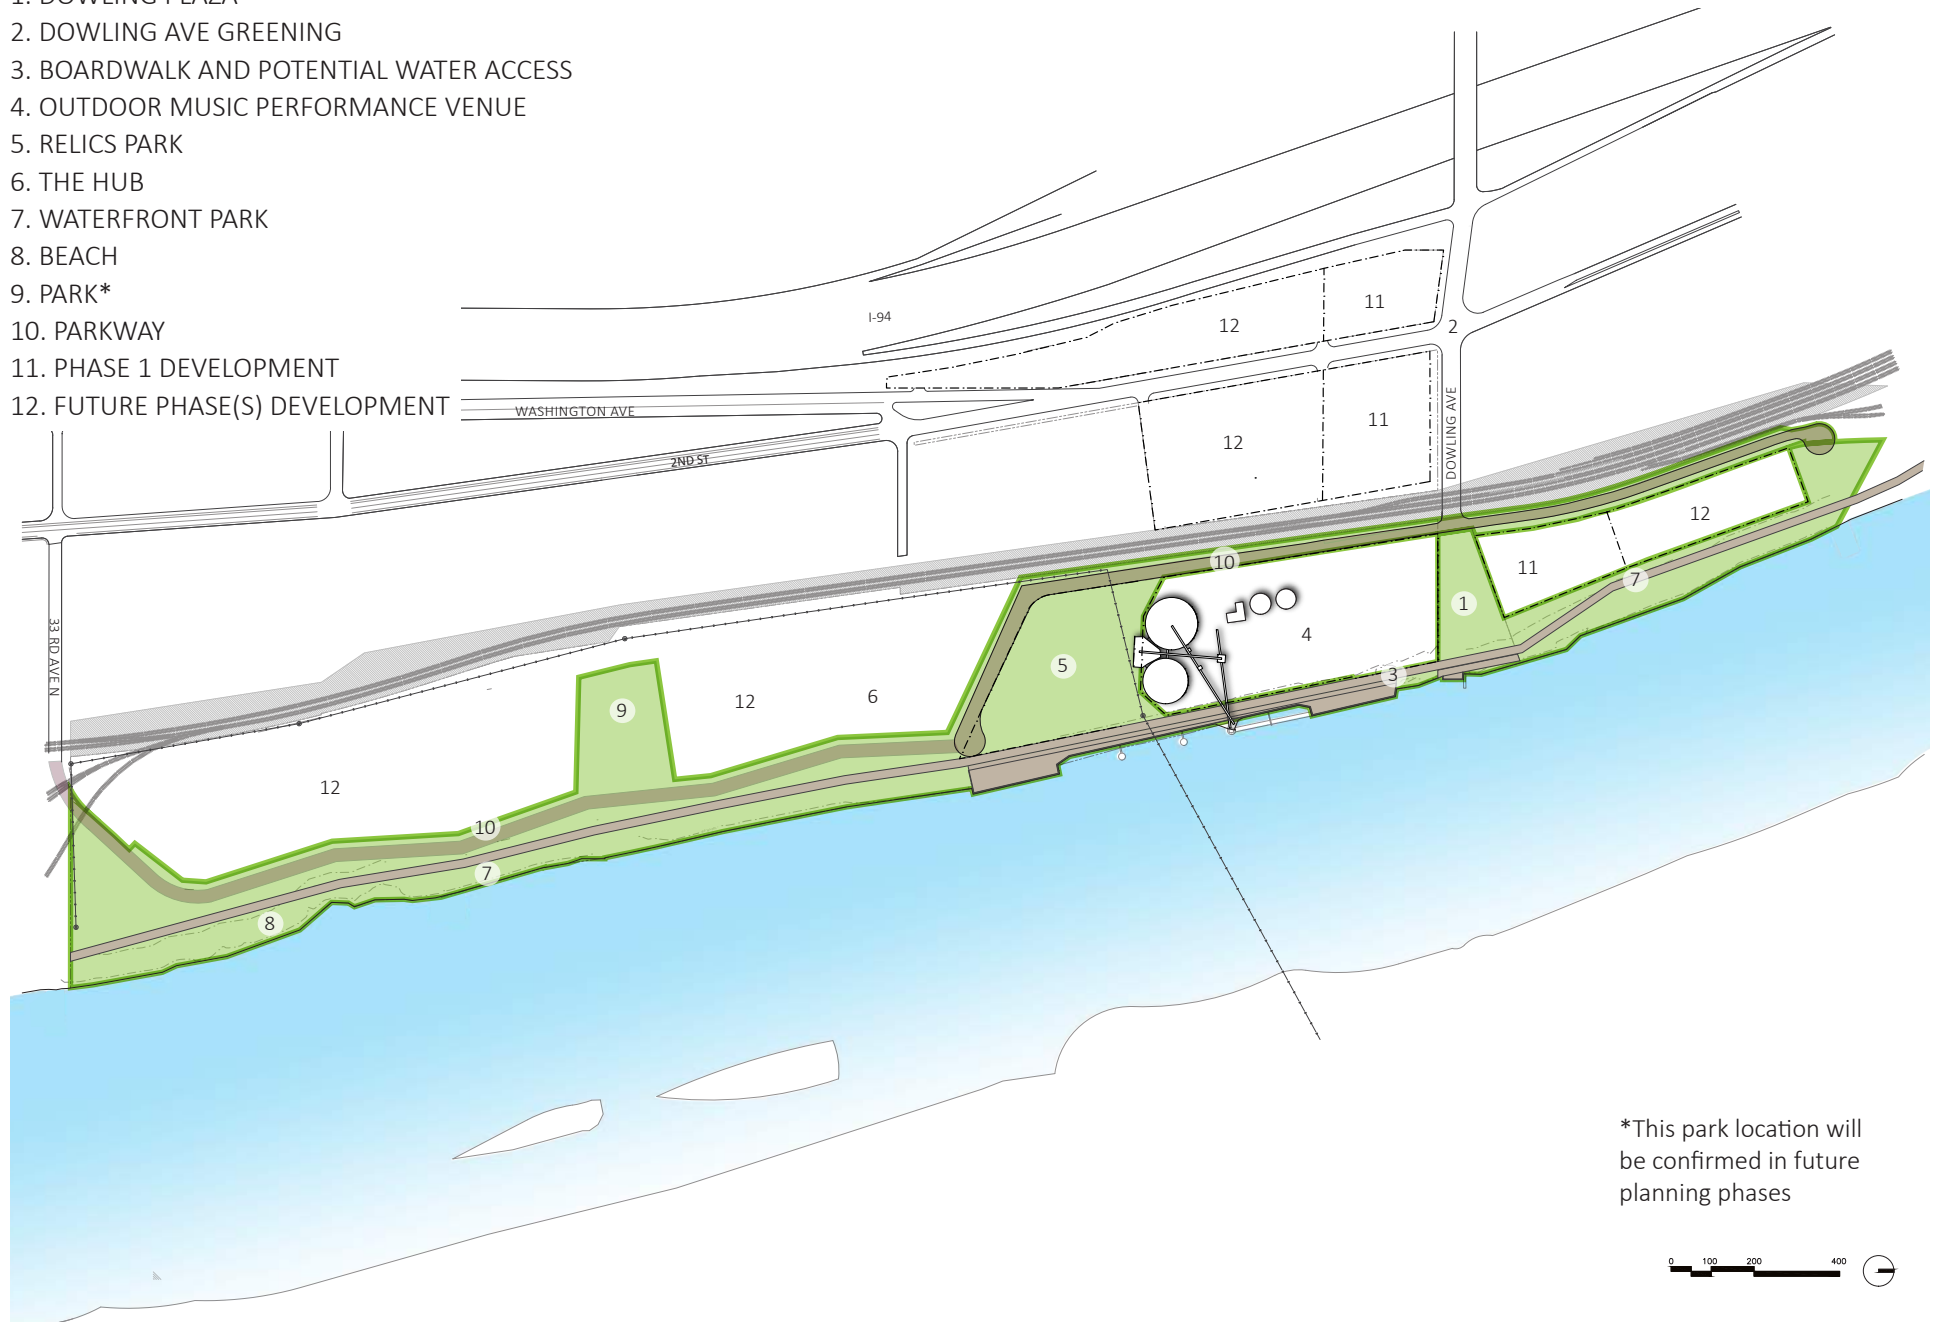 1. DOWLING PLAZA
2. DOWLING AVE GREENING
3. BOARDWALK AND POTENTIAL WATER ACCESS
4. OUTDOOR MUSIC PERFORMANCE VENUE
5. RELICS PARK
6. THE HUB
7. WATERFRONT PARK
8. BEACH
9. PARK*
10. PARKWAY
11. PHASE 1 DEVELOPMENT
12. FUTURE PHASE(S) DEVELOPMENT
I-94
12
11
2
WASHINGTON AVE
2ND ST
12
11
DOWLING AVE
33 RD AVE N
12
11
10
7
1
4
5
3
9
12
6
12
10
7
8
*This park location will
be confirmed in future
planning phases
0 100 200 400